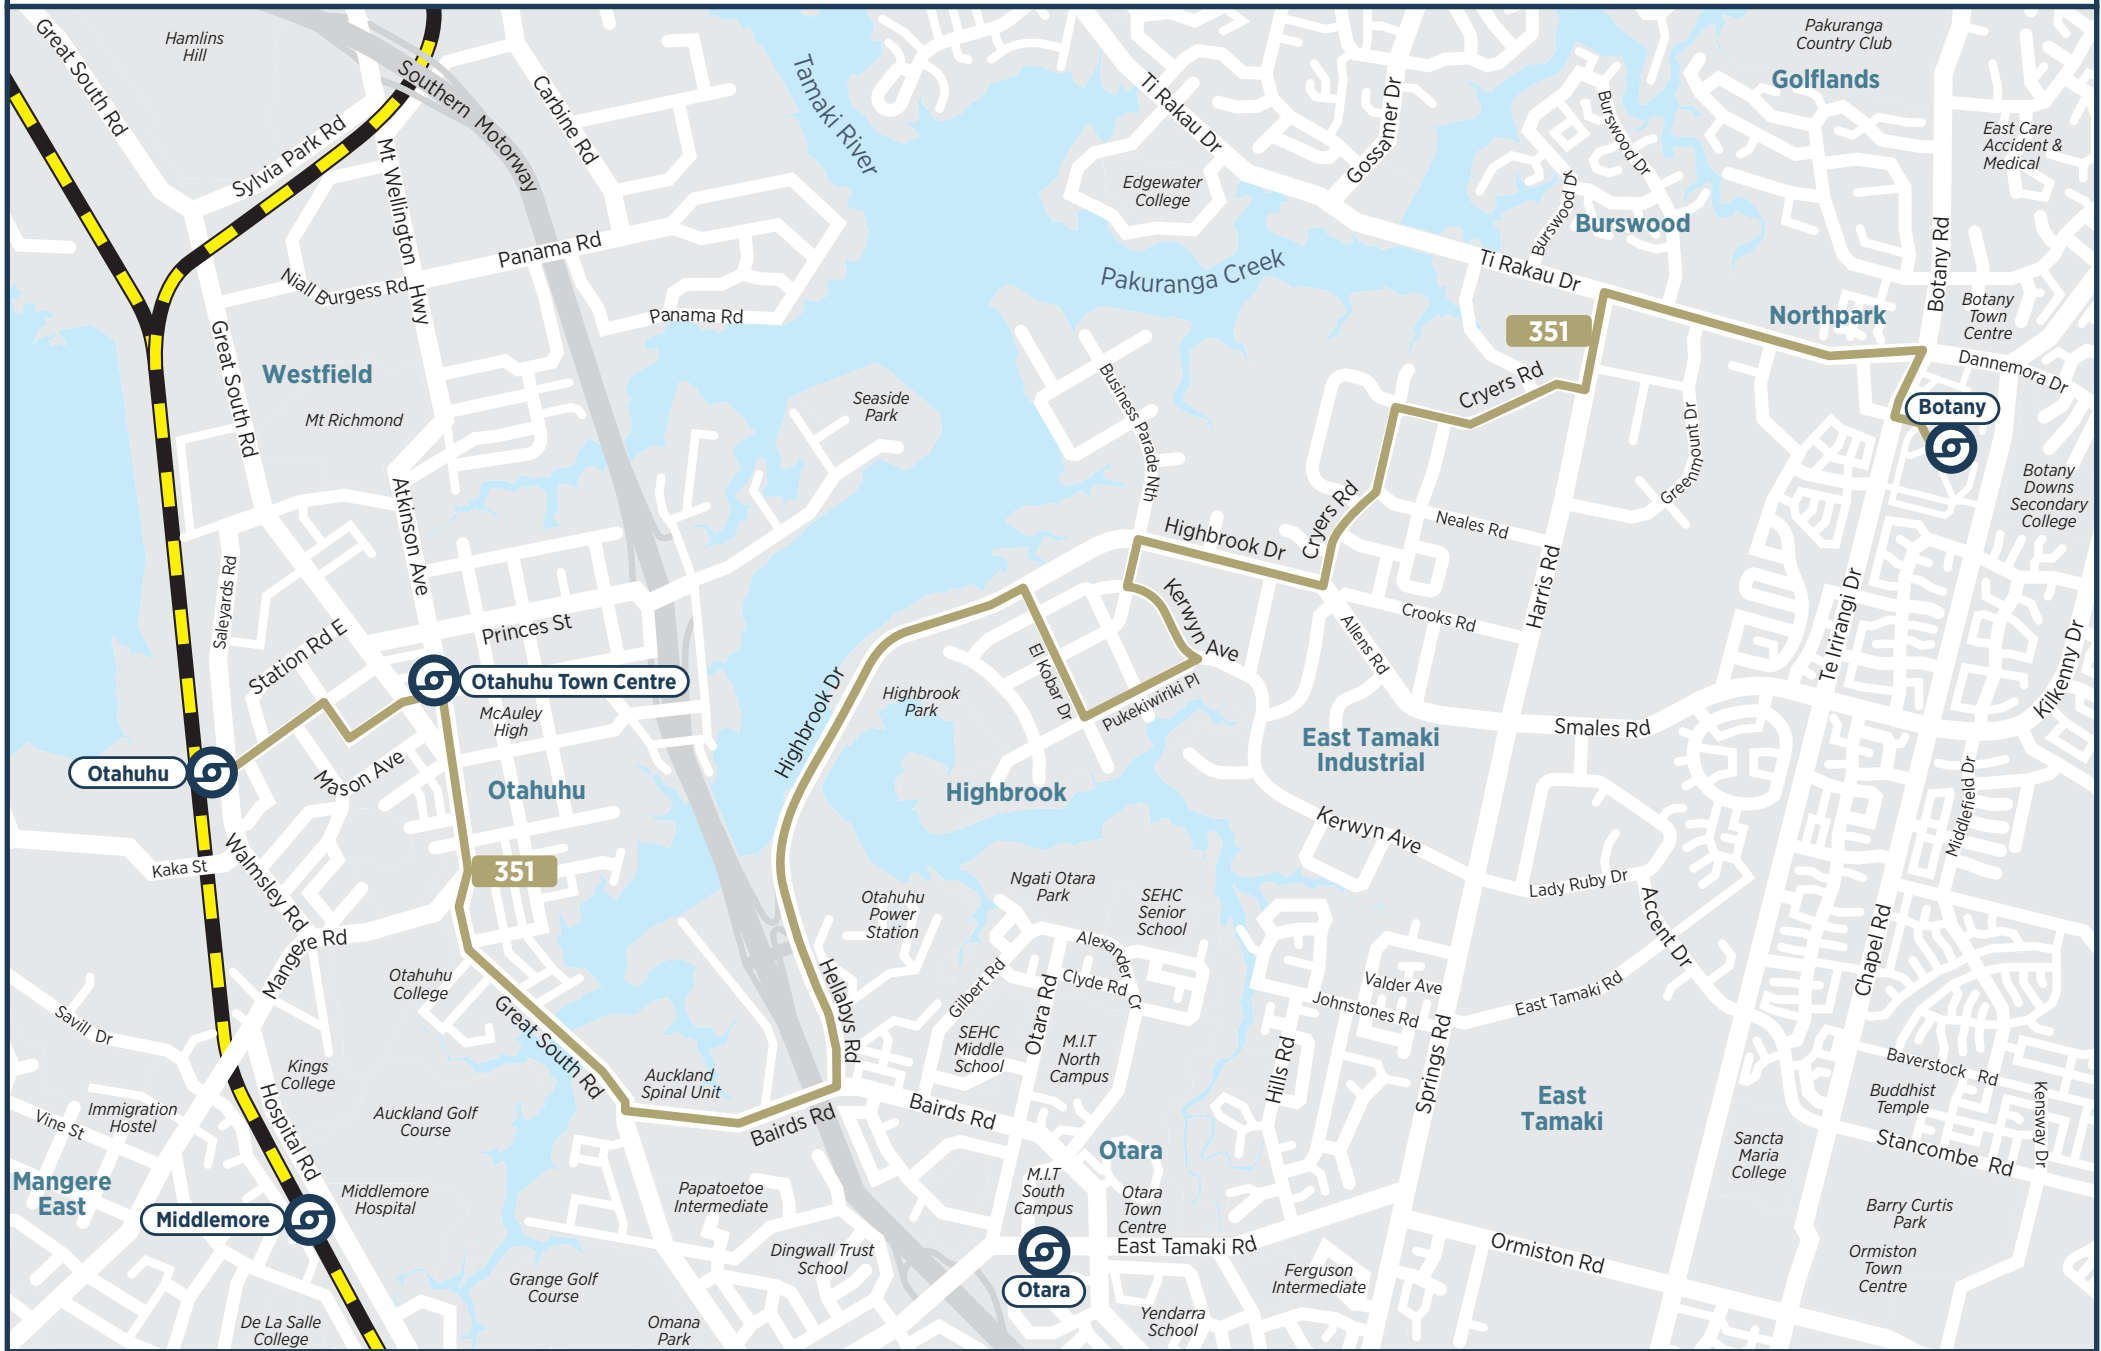 Great South Rd
Hamlins
Hill
Southern Motorway
Carbine Rd
Tamaki River
Ti Rakau Dr
Gossamer Dr
Burswood Dr
Pakuranga
Country Club
Golflands
East Care
Accident &
Medical
Sylvia Park Rd
Mt Wellington Hwy
Edgewater
College
Burswood Dr
Burswood
Botany Rd
Panama Rd
Niall Burgess Rd
Pakuranga Creek
Ti Rakau Dr
Panama Rd
351
Northpark
Botany
Town
Centre
Great South Rd
Westfield
Mt Richmond
Seaside
Park
Business Parade Nth
Cryers Rd
Dannemora Dr
Botany
Greenmount Dr
Botany
Downs
Secondary
College
Atkinson Ave
Cryers Rd
Neales Rd
Highbrook Dr
Harris Rd
Saleyards Rd
Station Rd E
Princes St
Kerwyn Ave
Crooks Rd
Allens Rd
Te Irirangi Dr
Kilkenny Dr
Otahuhu Town Centre
McAuley
High
Highbrook Dr
Highbrook
Park
El Kobar Dr
Pukekiwiriki Pl
East Tamaki
Industrial
Smales Rd
Otahuhu
Mason Ave
Otahuhu
Highbrook
Middlefield Dr
Kerwyn Ave
Kaka St
Walmsley Rd
351
Otahuhu
Power
Station
Ngati Otara
Park
SEHC
Senior
School
Lady Ruby Dr
Accent Dr
Chapel Rd
Mangere Rd
Otahuhu
College
Great South Rd
Hellabys Rd
Gilbert Rd
Otara Rd
Alexander Cr
Clyde Rd
Valder Ave
Johnstones Rd
East Tamaki Rd
Savill Dr
Kings
College
Auckland
Spinal Unit
SEHC
Middle
School
M.I.T
North
Campus
Hills Rd
Springs Rd
Baverstock Rd
Buddhist
Temple
Kensway Dr
Vine St
Immigration
Hostel
Hospital Rd
Auckland Golf
Course
Bairds Rd
Bairds Rd
East
Tamaki
Otara
Sancta
Maria
College
Stancombe Rd
Mangere
East
Middlemore
Middlemore
Hospital
Papatoetoe
Intermediate
M.I.T
South
Campus
Otara
Town
Centre
Barry Curtis
Park
Dingwall Trust
School
East Tamaki Rd
Ormiston Rd
Ormiston
Town
Centre
Grange Golf
Course
Otara
Ferguson
Intermediate
De La Salle
College
Omana
Park
Yendarra
School